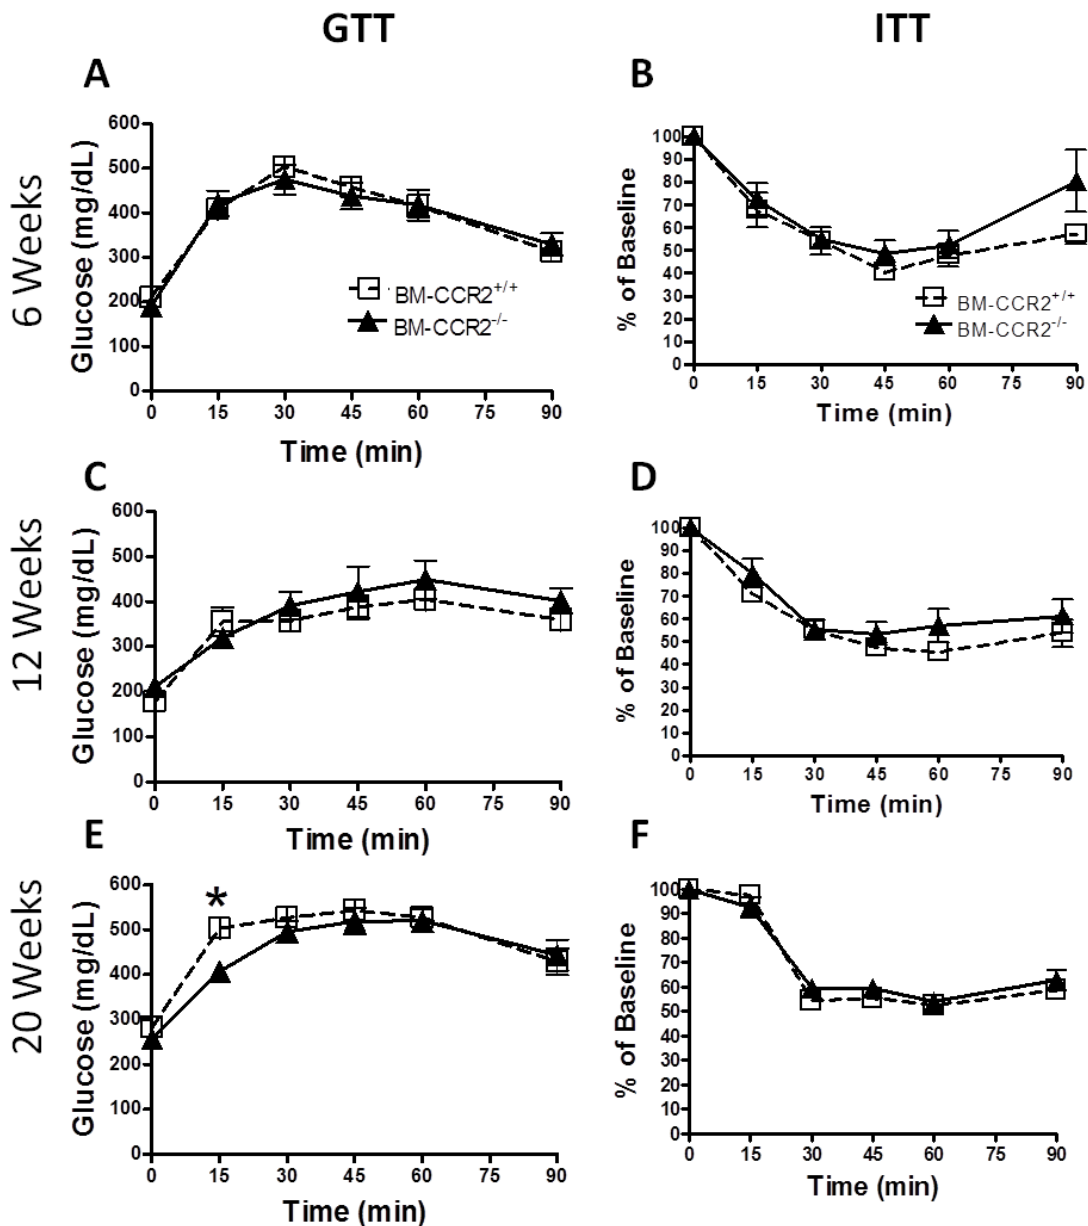 GTT
ITT
6 Weeks
A
Glucose (mg/dL)
600
500
400
300
200
100
0
BM-CCR2+/+
BM-CCR2-/-
0 15 30 45 60 75 90
Time (min)
B
% of Baseline
100
90
80
70
60
50
40
30
20
10
0
BM-CCR2+/+
BM-CCR2-/-
0 15 30 45 60 75 90
Time (min)
12 Weeks
C
Glucose (mg/dL)
600
500
400
300
200
100
0
0 15 30 45 60 75 90
Time (min)
D
% of Baseline
100
90
80
70
60
50
40
30
20
10
0
0 15 30 45 60 75 90
Time (min)
20 Weeks
E
Glucose (mg/dL)
600
500
400
300
200
100
0
*
0 15 30 45 60 75 90
Time (min)
F
% of Baseline
100
90
80
70
60
50
40
30
20
10
0
0 15 30 45 60 75 90
Time (min)